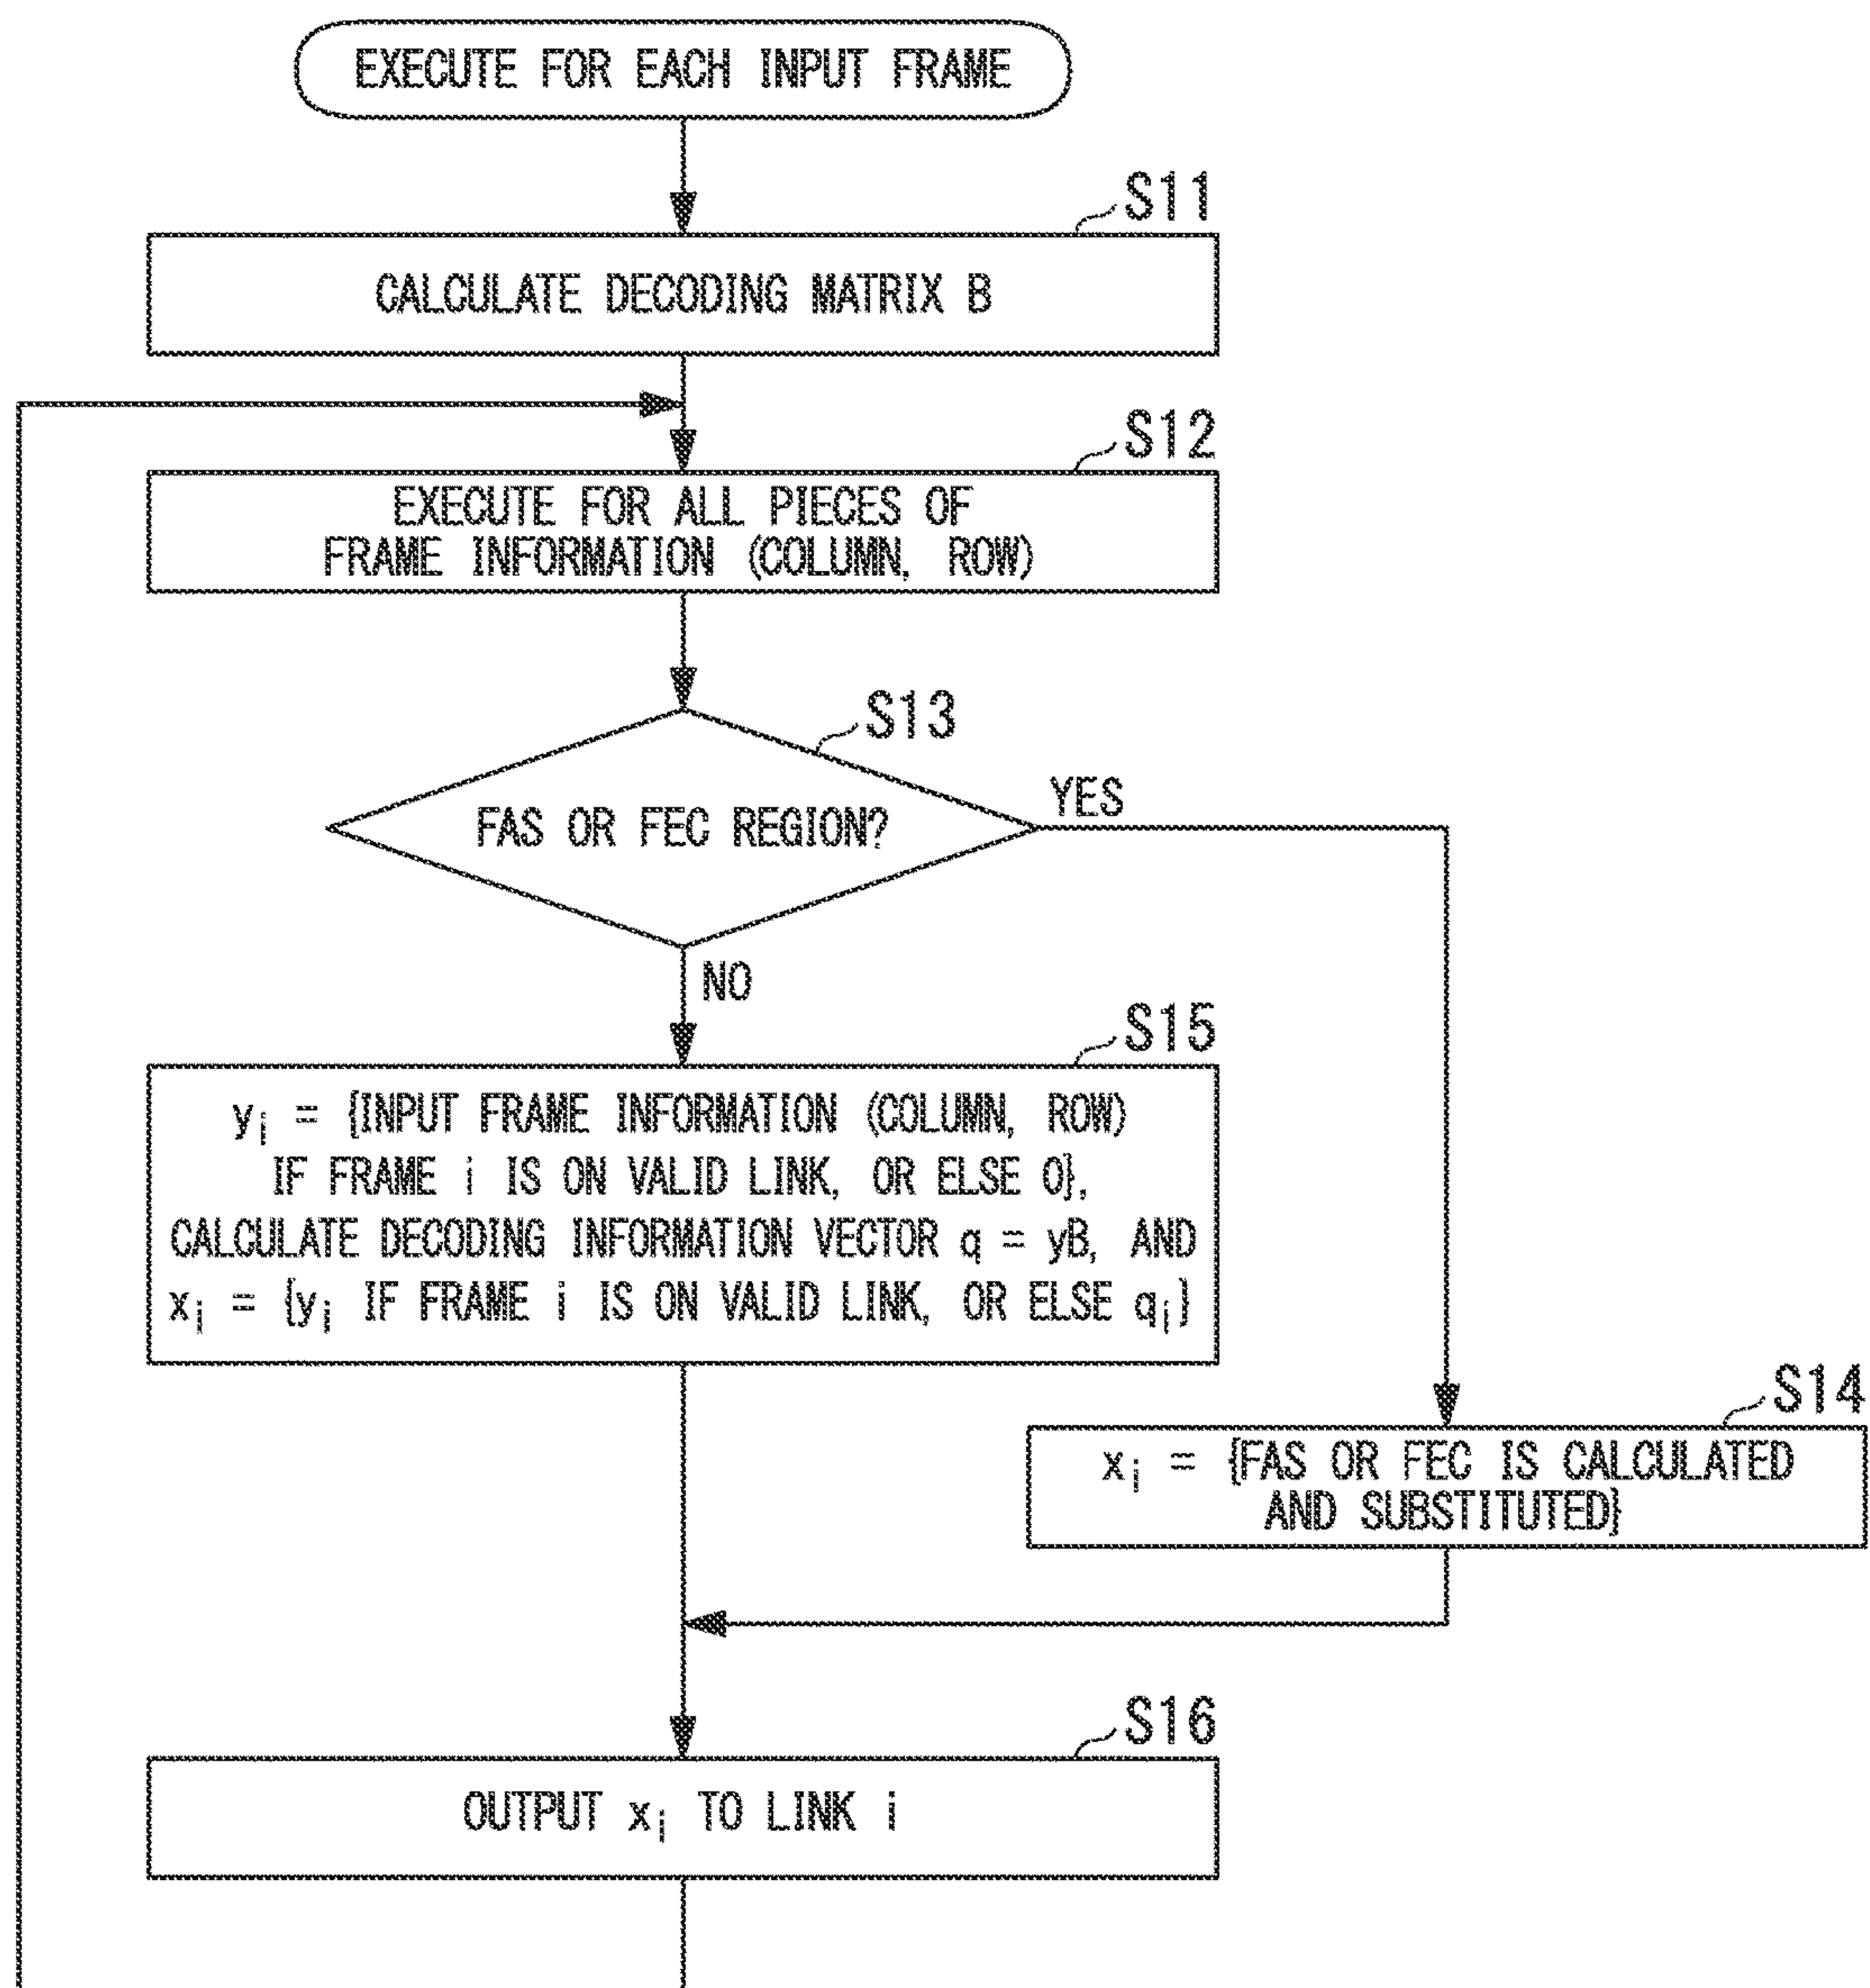 EXECUTE FOR EACH INPUT FRAME
S11
CALCULATE DECODING MATRIX B
S12
EXECUTE FOR ALL PIECES OF
FRAME INFORMATION (COLUMN, ROW)
S13
FAS OR FEC REGION?
YES
NO
S15
yᵢ = {INPUT FRAME INFORMATION (COLUMN, ROW)
IF FRAME i IS ON VALID LINK, OR ELSE 0},
CALCULATE DECODING INFORMATION VECTOR q = yB, AND
xᵢ = {yᵢ IF FRAME i IS ON VALID LINK, OR ELSE qᵢ}
S14
xᵢ = {FAS OR FEC IS CALCULATED
AND SUBSTITUTED}
S16
OUTPUT xᵢ TO LINK i